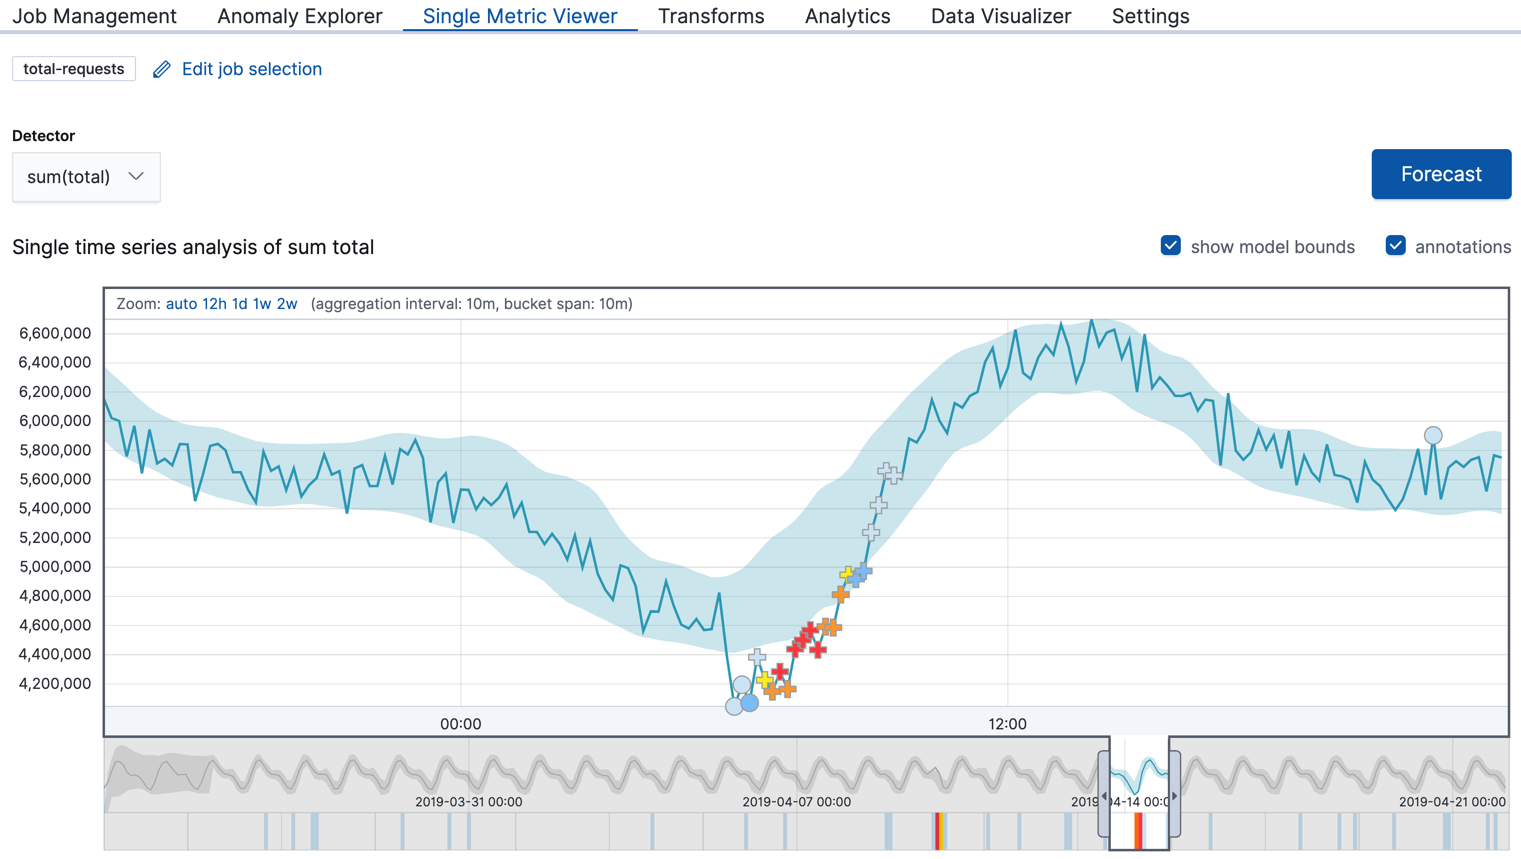 Job Management Anomaly Explorer Single Metric Viewer Transforms Analytics Data Visualizer Settings
total-requests Edit job selection
Detector
sum(total)
Forecast
Single time series analysis of sum total
show model bounds annotations
Zoom: auto 12h 1d 1w 2w (aggregation interval: 10m, bucket span: 10m)
6,600,000
6,400,000
6,200,000
6,000,000
5,800,000
5,600,000
5,400,000
5,200,000
5,000,000
4,800,000
4,600,000
4,400,000
4,200,000
00:00 12:00
2019-03-31 00:00 2019-04-07 00:00 2019 04-14 00:0 2019-04-21 00:00